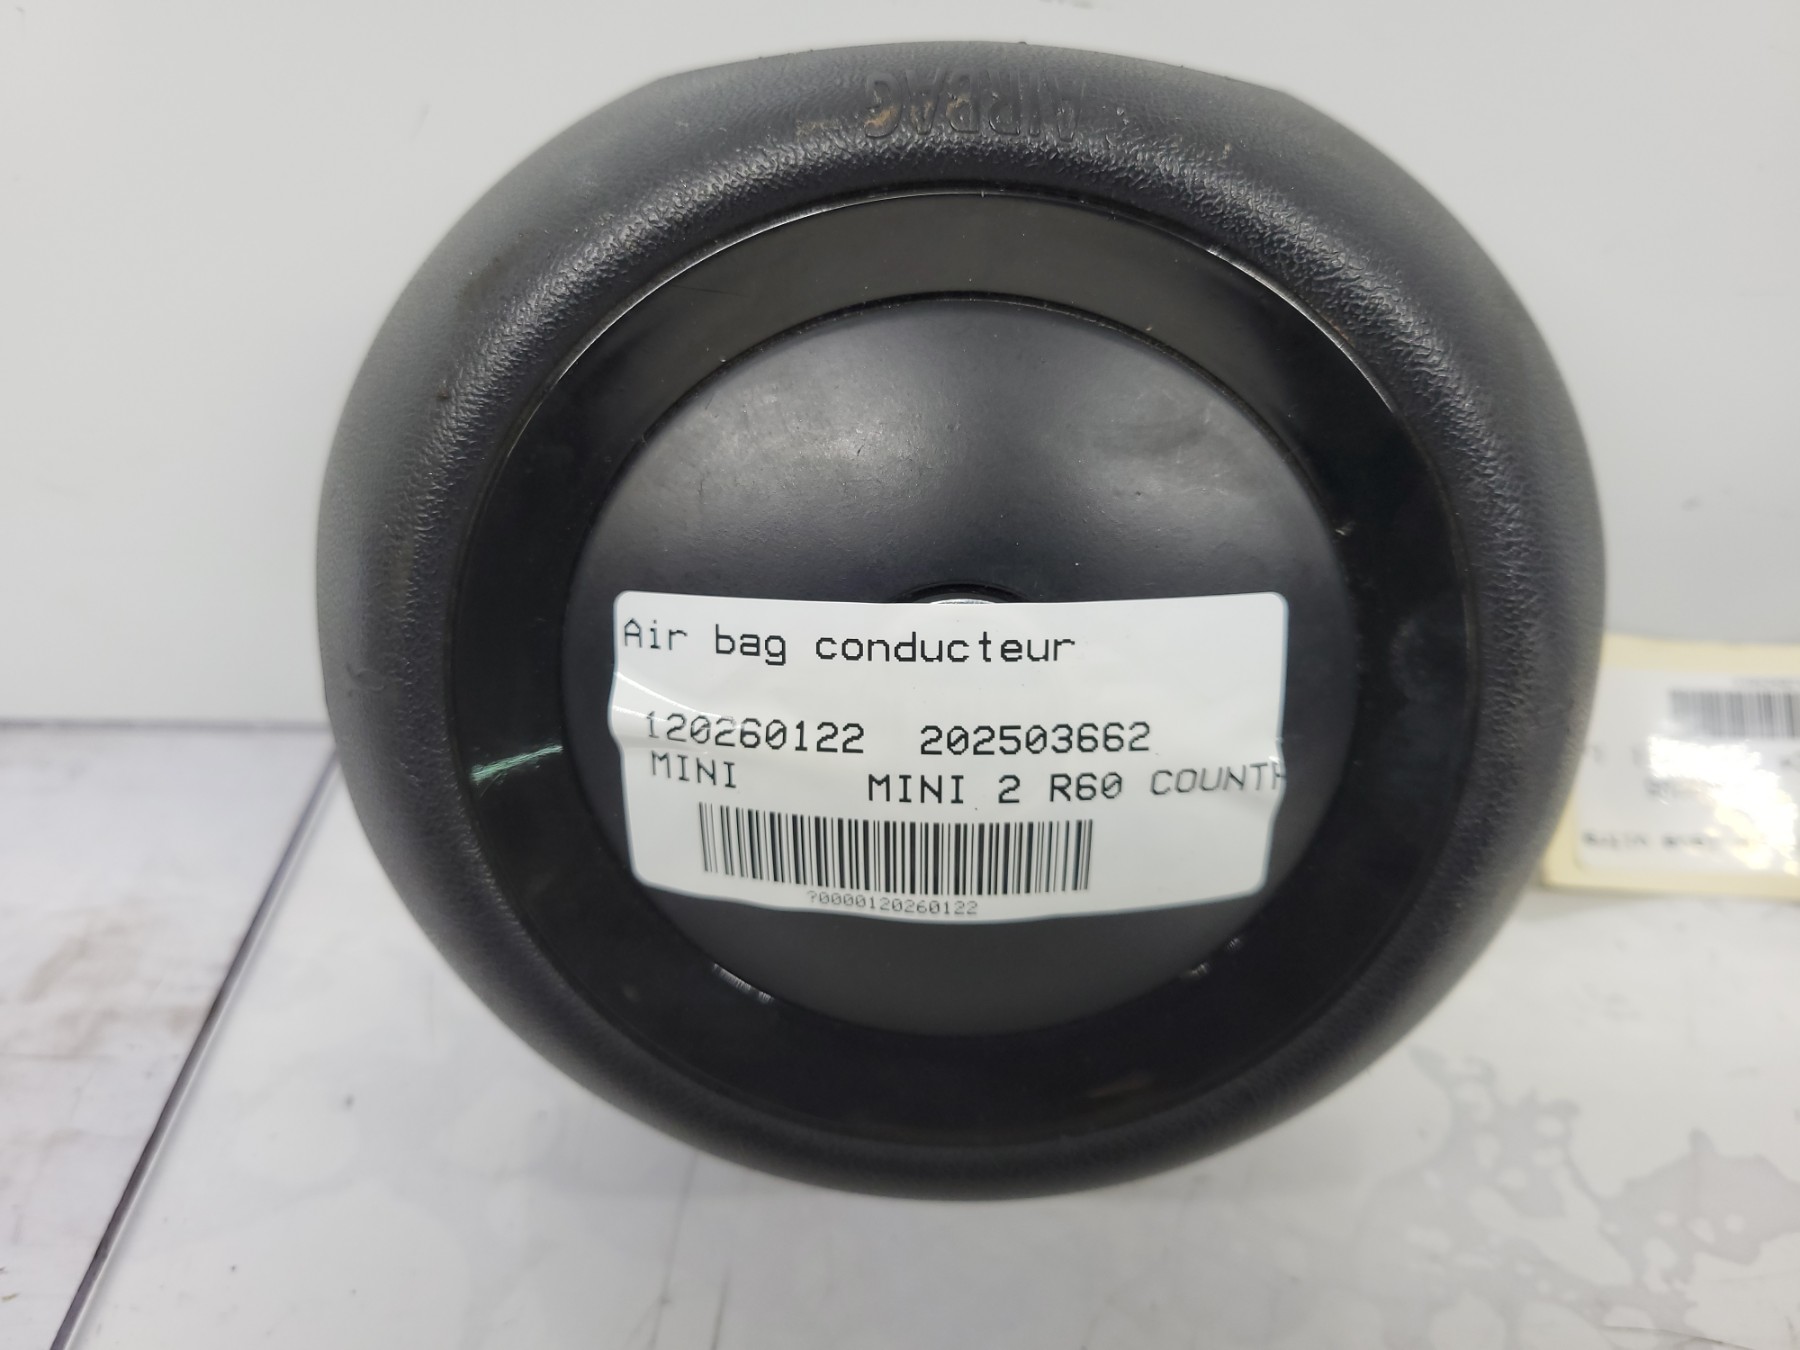 AIRBAG
Air bag conducteur
120260122 202503662
MINI MINI 2 R60 COUNTR
?0000120260122